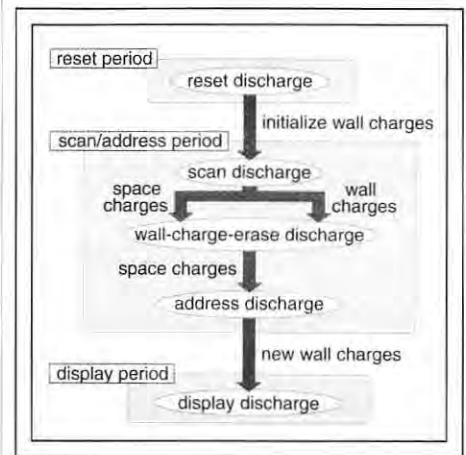 reset period
reset discharge
initialize wall charges
scan/address period
scan discharge
space
charges
wall
charges
wall-charge-erase discharge
space charges
address discharge
new wall charges
display period
display discharge